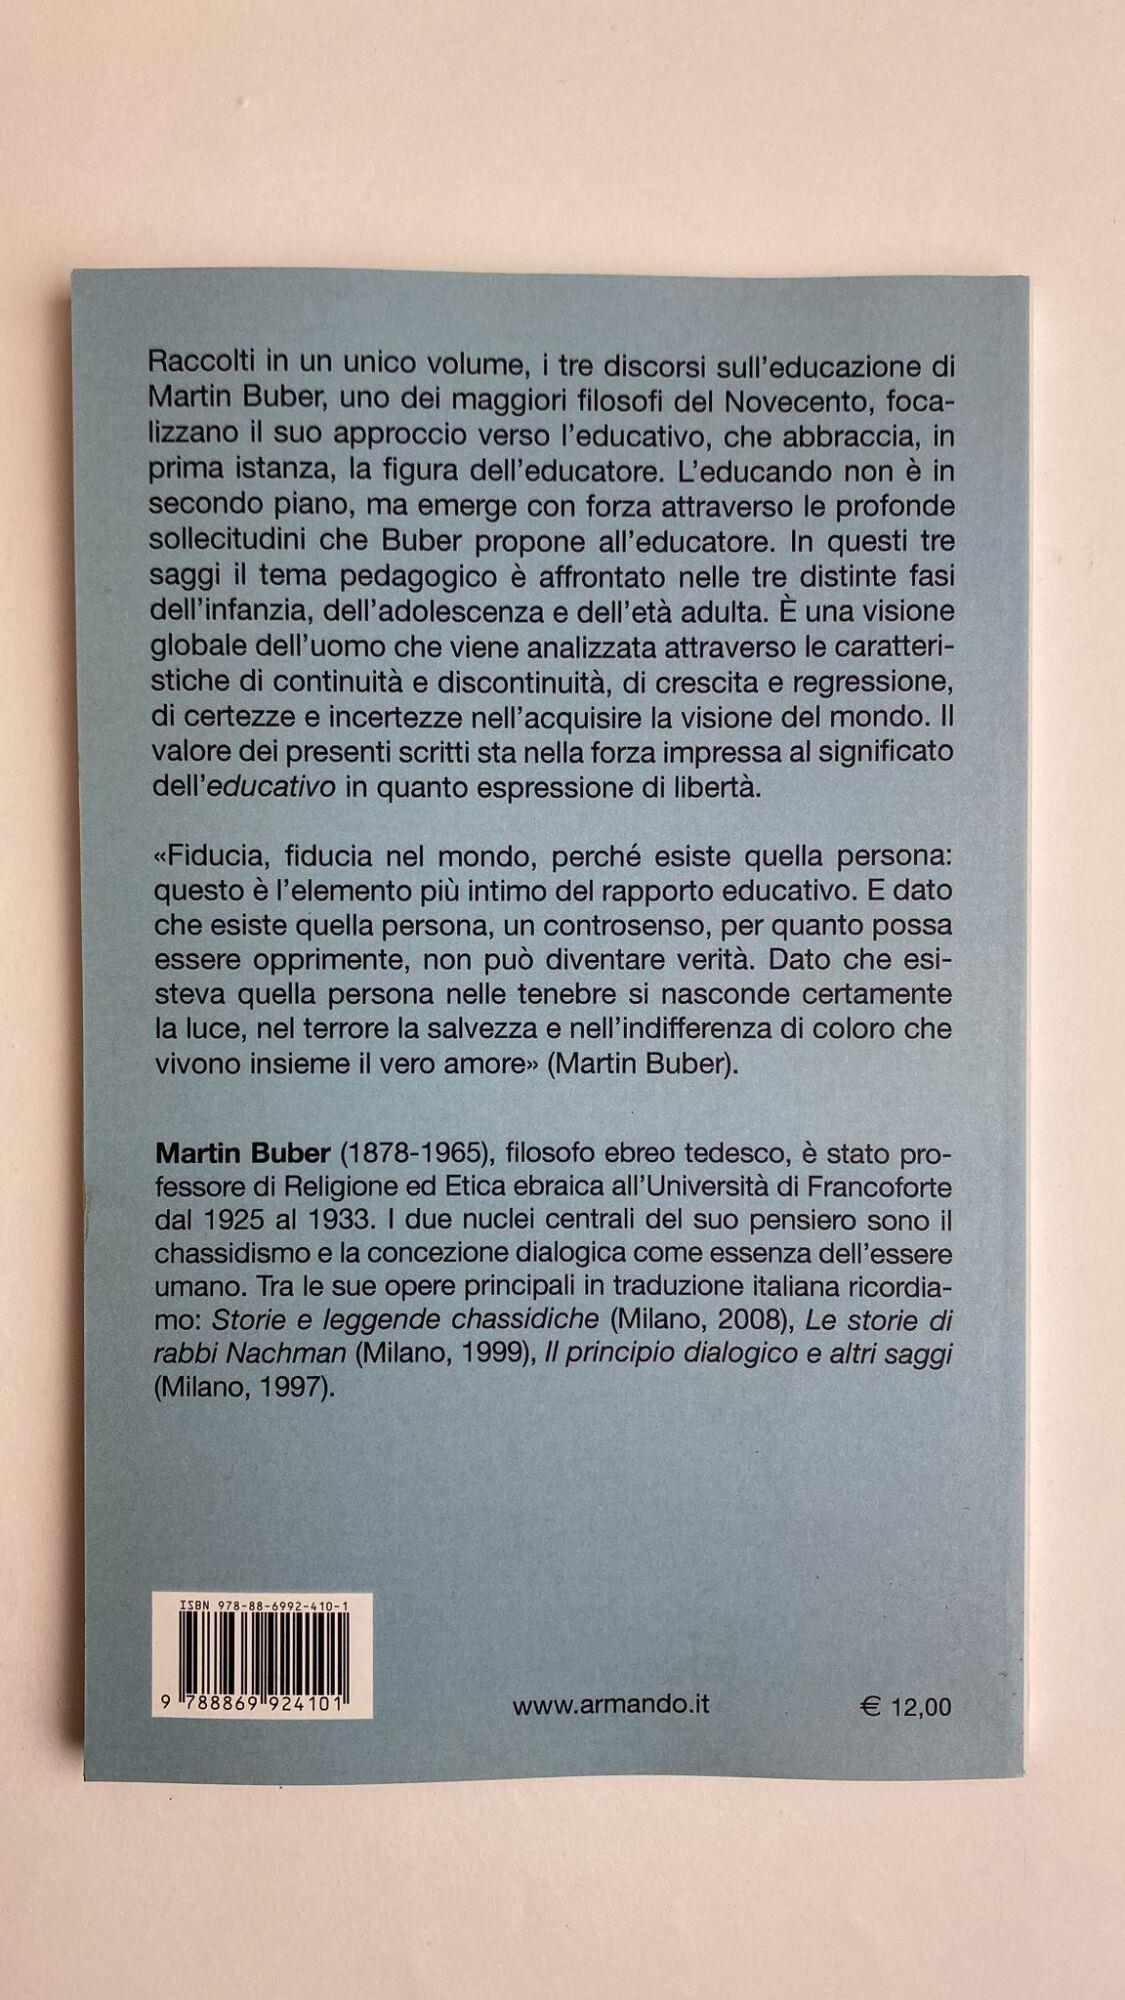 Raccolti in un unico volume, i tre discorsi sull'educazione di
Martin Buber, uno dei maggiori filosofi del Novecento, foca-
lizzano il suo approccio verso l'educativo, che abbraccia, in
prima istanza, la figura dell'educatore. L'educando non è in
secondo piano, ma emerge con forza attraverso le profonde
sollecitudini che Buber propone all'educatore. In questi tre
saggi il tema pedagogico è affrontato nelle tre distinte fasi
dell'infanzia, dell'adolescenza e dell'età adulta. È una visione
globale dell'uomo che viene analizzata attraverso le caratteri-
stiche di continuità e discontinuità, di crescita e regressione,
di certezze e incertezze nell'acquisire la visione del mondo. Il
valore dei presenti scritti sta nella forza impressa al significato
dell'educativo in quanto espressione di libertà.
«Fiducia, fiducia nel mondo, perché esiste quella persona:
questo è l'elemento più intimo del rapporto educativo. E dato
che esiste quella persona, un controsenso, per quanto possa
essere opprimente, non può diventare verità. Dato che esi-
steva quella persona nelle tenebre si nasconde certamente
la luce, nel terrore la salvezza e nell'indifferenza di coloro che
vivono insieme il vero amore» (Martin Buber).
Martin Buber (1878-1965), filosofo ebreo tedesco, è stato pro-
fessore di Religione ed Etica ebraica all'Università di Francoforte
dal 1925 al 1933. I due nuclei centrali del suo pensiero sono il
chassidismo e la concezione dialogica come essenza dell'essere
umano. Tra le sue opere principali in traduzione italiana ricordia-
mo: Storie e leggende chassidiche (Milano, 2008), Le storie di
rabbi Nachman (Milano, 1999), Il principio dialogico e altri saggi
(Milano, 1997).
ISBN 978-88-6992-410-1
9 788869 924101
www.armando.it
€ 12,00